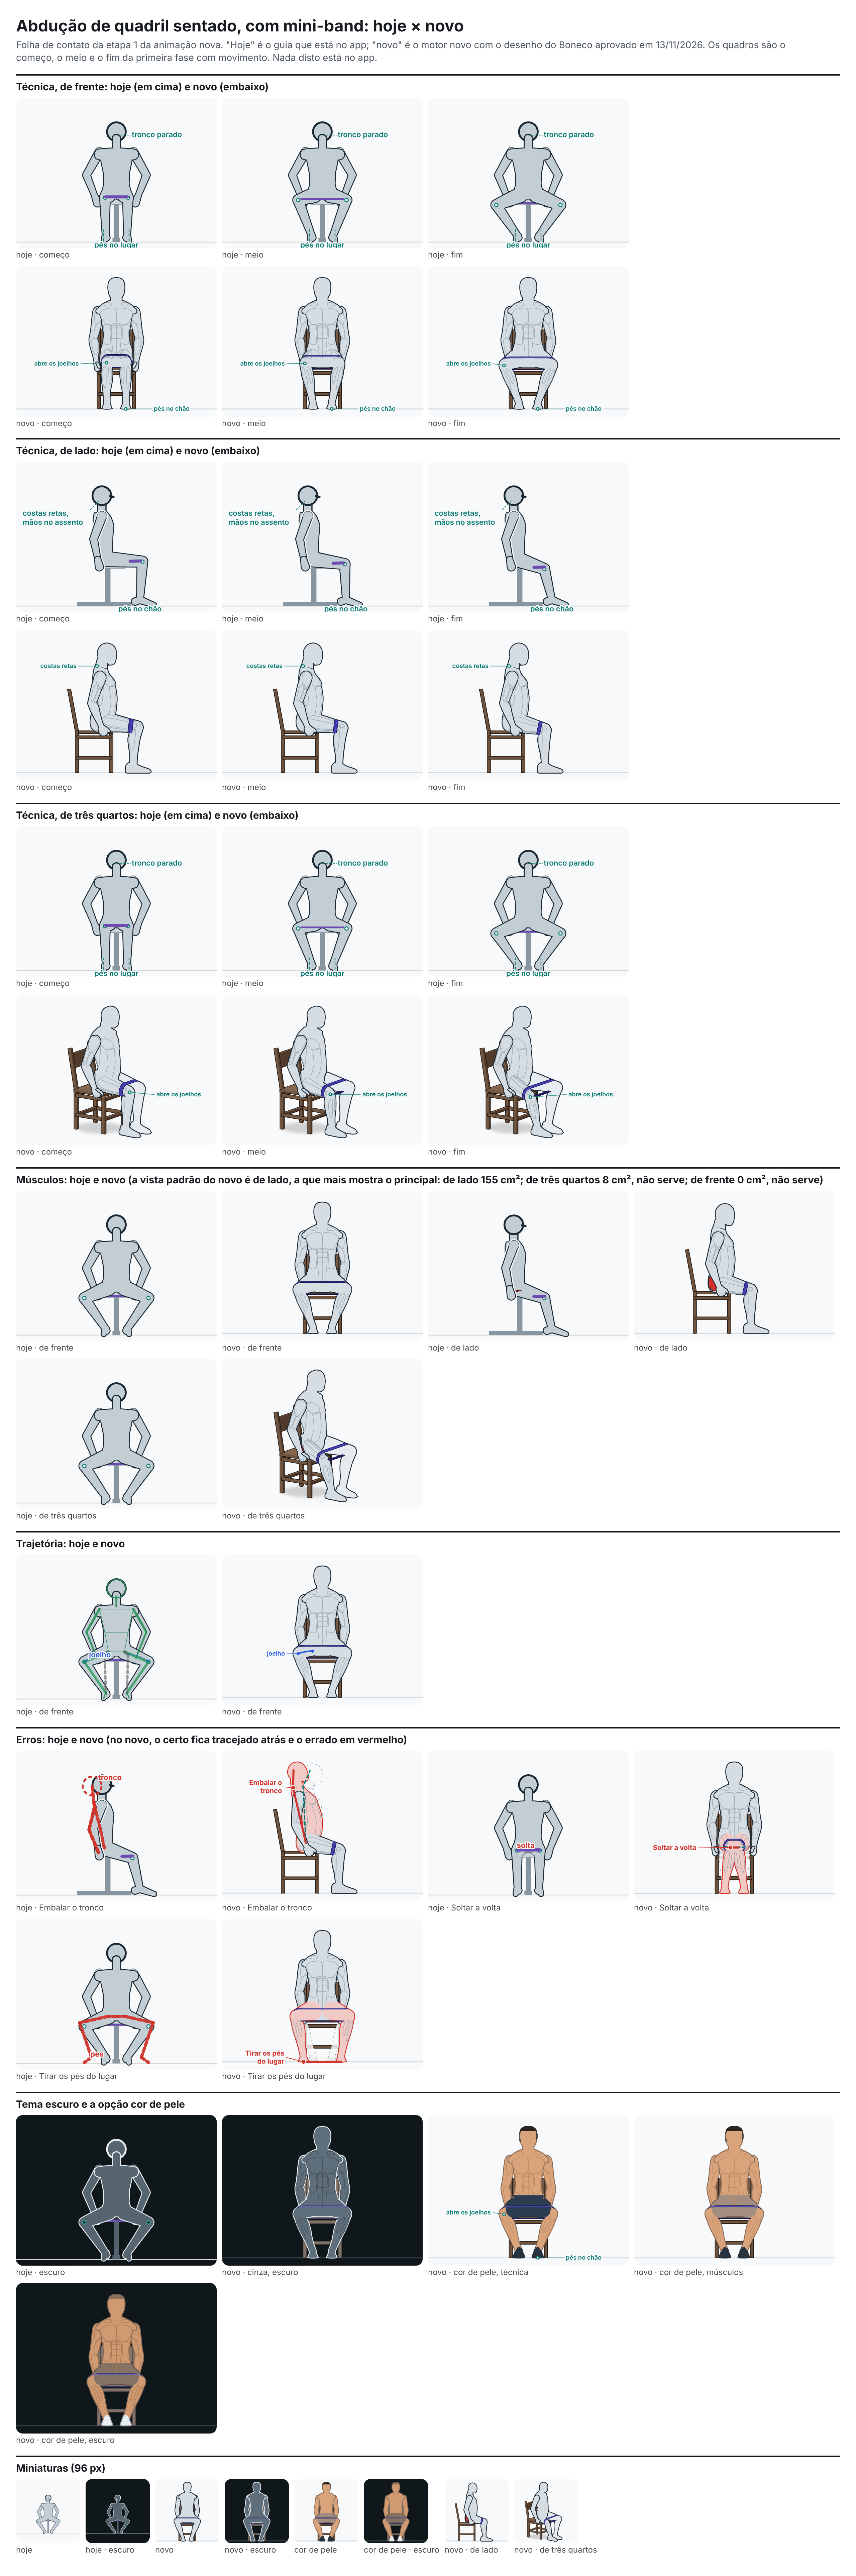 Abdução de quadril sentado, com mini-band: hoje × novo
Folha de contato da etapa 1 da animação nova. "Hoje" é o guia que está no app; "novo" é o motor novo com o desenho do Boneco aprovado em 13/11/2026. Os quadros são o
começo, o meio e o fim da primeira fase com movimento. Nada disto está no app.
Técnica, de frente: hoje (em cima) e novo (embaixo)
tronco parado
tronco parado
tronco parado
pés no lugar
pés no lugar
pés no lugar
hoje · começo
hoje · meio
hoje · fim
abre os joelhos
abre os joelhos
abre os joelhos
pés no chão
pés no chão
pés no chão
novo · começo
novo · meio
novo · fim
Técnica, de lado: hoje (em cima) e novo (embaixo)
costas retas,
mãos no assento
costas retas,
mãos no assento
costas retas,
mãos no assento
pés no chão
pés no chão
pés no chão
hoje · começo
hoje · meio
hoje · fim
costas retas
costas retas
costas retas
novo · começo
novo · meio
novo · fim
Técnica, de três quartos: hoje (em cima) e novo (embaixo)
tronco parado
tronco parado
tronco parado
pés no lugar
pés no lugar
pés no lugar
hoje · começo
hoje · meio
hoje · fim
abre os joelhos
abre os joelhos
abre os joelhos
novo · começo
novo · meio
novo · fim
Músculos: hoje e novo (a vista padrão do novo é de lado, a que mais mostra o principal: de lado 155 cm²; de três quartos 8 cm², não serve; de frente 0 cm², não serve)
hoje · de frente
novo · de frente
hoje · de lado
novo · de lado
hoje · de três quartos
novo · de três quartos
Trajetória: hoje e novo
joelho
joelho
hoje · de frente
novo · de frente
Erros: hoje e novo (no novo, o certo fica tracejado atrás e o errado em vermelho)
tronco
Embalar o
tronco
solta
Soltar a volta
hoje · Embalar o tronco
novo · Embalar o tronco
hoje · Soltar a volta
novo · Soltar a volta
pés
Tirar os pés
do lugar
hoje · Tirar os pés do lugar
novo · Tirar os pés do lugar
Tema escuro e a opção cor de pele
abre os joelhos
pés no chão
hoje · escuro
novo · cinza, escuro
novo · cor de pele, técnica
novo · cor de pele, músculos
novo · cor de pele, escuro
Miniaturas (96 px)
hoje
hoje · escuro
novo
novo · escuro
cor de pele
cor de pele · escuro
novo · de lado
novo · de três quartos